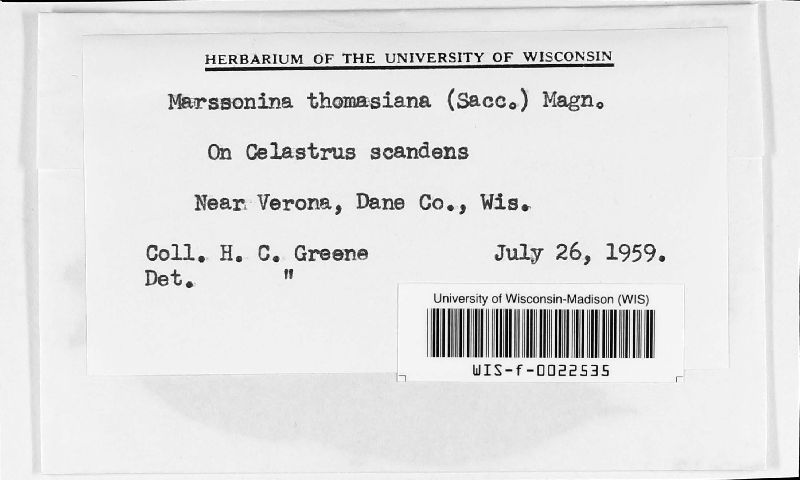 HERBARIUM OF THE UNIVERSITY OF WISCONSIN
Marssonina thomasiana (Sacc.) Magn.
On Celastrus scandens
Near Verona, Dane Co., Wis.
Coll. H. C. Greene July 26, 1959.
Det. "
University of Wisconsin-Madison (WIS)
WIS-f-0022535